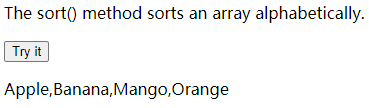 The sort() method sorts an array alphabetically.
Try it
Apple,Banana,Mango,Orange